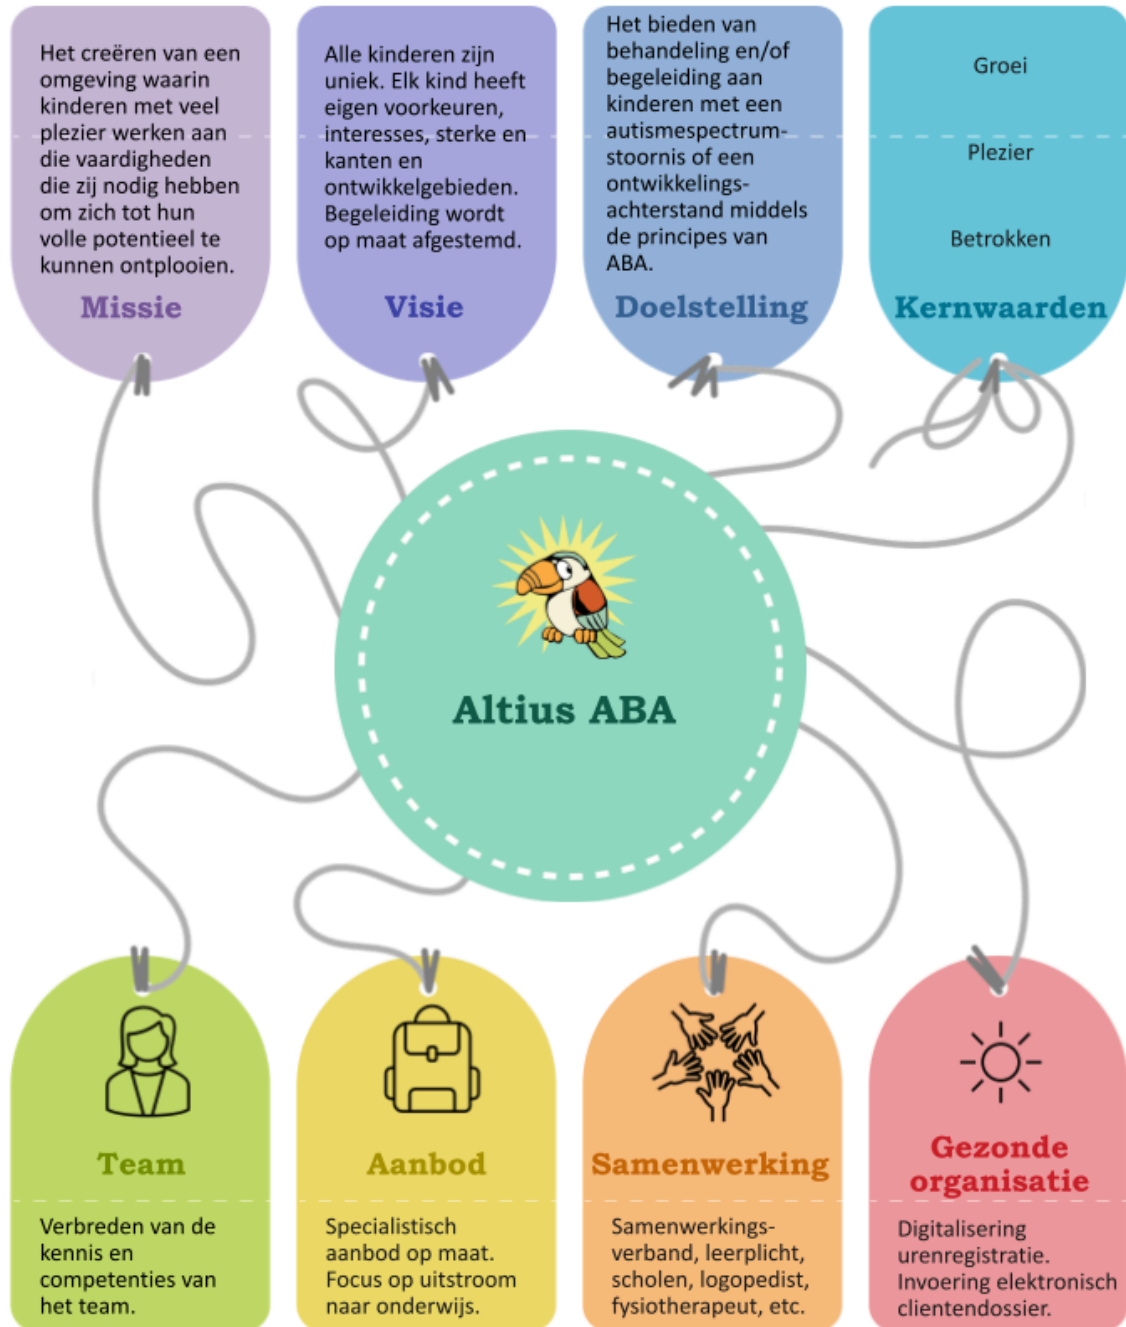 Het creëren van een
omgeving waarin
kinderen met veel
plezier werken aan
die vaardigheden
die zij nodig hebben
om zich tot hun
volle potentieel te
kunnen ontplooien.
Missie
Alle kinderen zijn
uniek. Elk kind heeft
eigen voorkeuren,
interesses, sterke en
kanten en
ontwikkelgebieden.
Begeleiding wordt
op maat afgestemd.
Visie
Het bieden van
behandeling en/of
begeleiding aan
kinderen met een
autismespectrum-
stoornis of een
ontwikkelings-
achterstand middels
de principes van
ABA.
Doelstelling
Groei
Plezier
Betrokken
Kernwaarden
Altius ABA
Team
Verbreden van de
kennis en
competenties van
het team.
Aanbod
Specialistisch
aanbod op maat.
Focus op uitstroom
naar onderwijs.
Samenwerking
Samenwerkings-
verband, leerplicht,
scholen, logopedist,
fysiotherapeut, etc.
Gezonde
organisatie
Digitalisering
urenregistratie.
Invoering elektronisch
clientendossier.